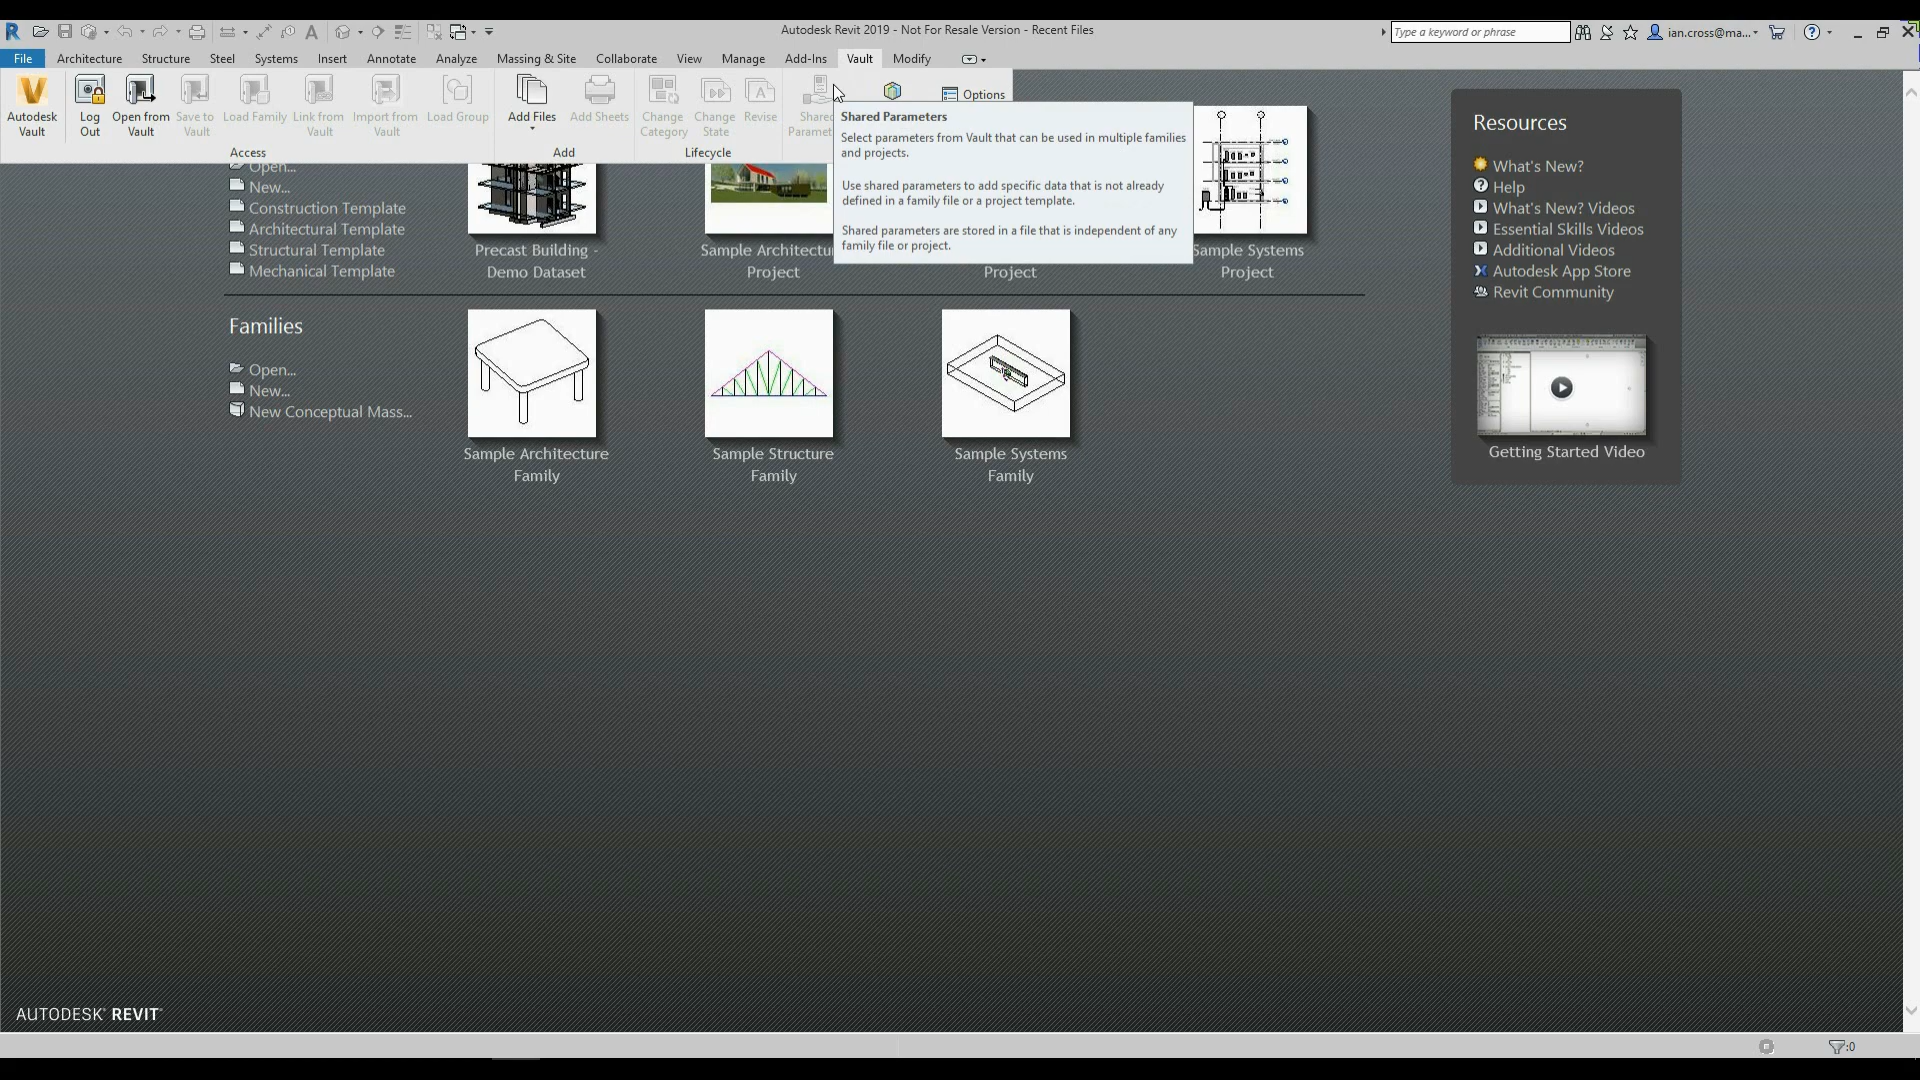 Autodesk Revit 2019 - Not For Resale Version - Recent Files
Type a keyword or phrase
ian.cross@ma...
File Architecture Structure Steel Systems Insert Annotate Analyze Massing & Site Collaborate View Manage Add-Ins Vault Modify
Autodesk Vault
Log Out
Open from Vault
Save to Vault
Load Family
Link from Vault
Import from Vault
Load Group
Add Files
Add Sheets
Change Category
Change State
Revise
Options
Access
Add
Lifecycle
Shared Parameters
Select parameters from Vault that can be used in multiple families
and projects.
Use shared parameters to add specific data that is not already
defined in a family file or a project template.
Shared parameters are stored in a file that is independent of any
family file or project.
Open...
New...
Construction Template
Architectural Template
Structural Template
Mechanical Template
Precast Building -
Demo Dataset
Sample Architectu
Project
Project
Sample Systems
Project
Families
Open...
New...
New Conceptual Mass...
Sample Architecture
Family
Sample Structure
Family
Sample Systems
Family
Resources
What's New?
Help
What's New? Videos
Essential Skills Videos
Additional Videos
Autodesk App Store
Revit Community
Getting Started Video
AUTODESK® REVIT®
:0